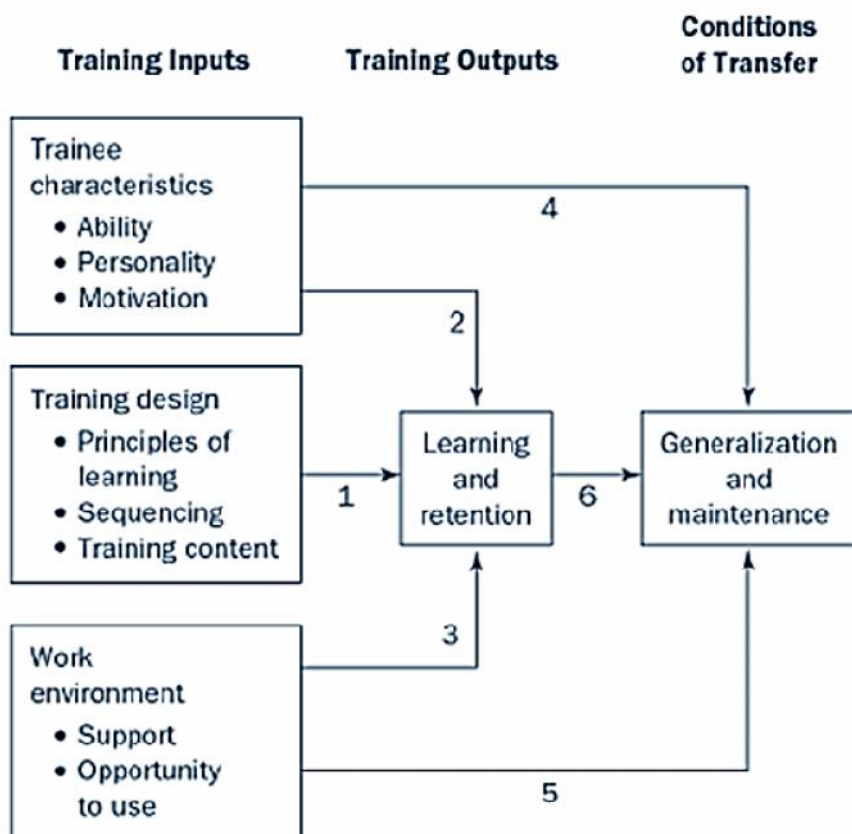 Training Inputs
Training Outputs
Conditions
of Transfer
Trainee
characteristics
• Ability
• Personality
• Motivation
4
2
Training design
• Principles of
learning
• Sequencing
• Training content
1
Learning
and
retention
6
Generalization
and
maintenance
3
Work
environment
• Support
• Opportunity
to use
5